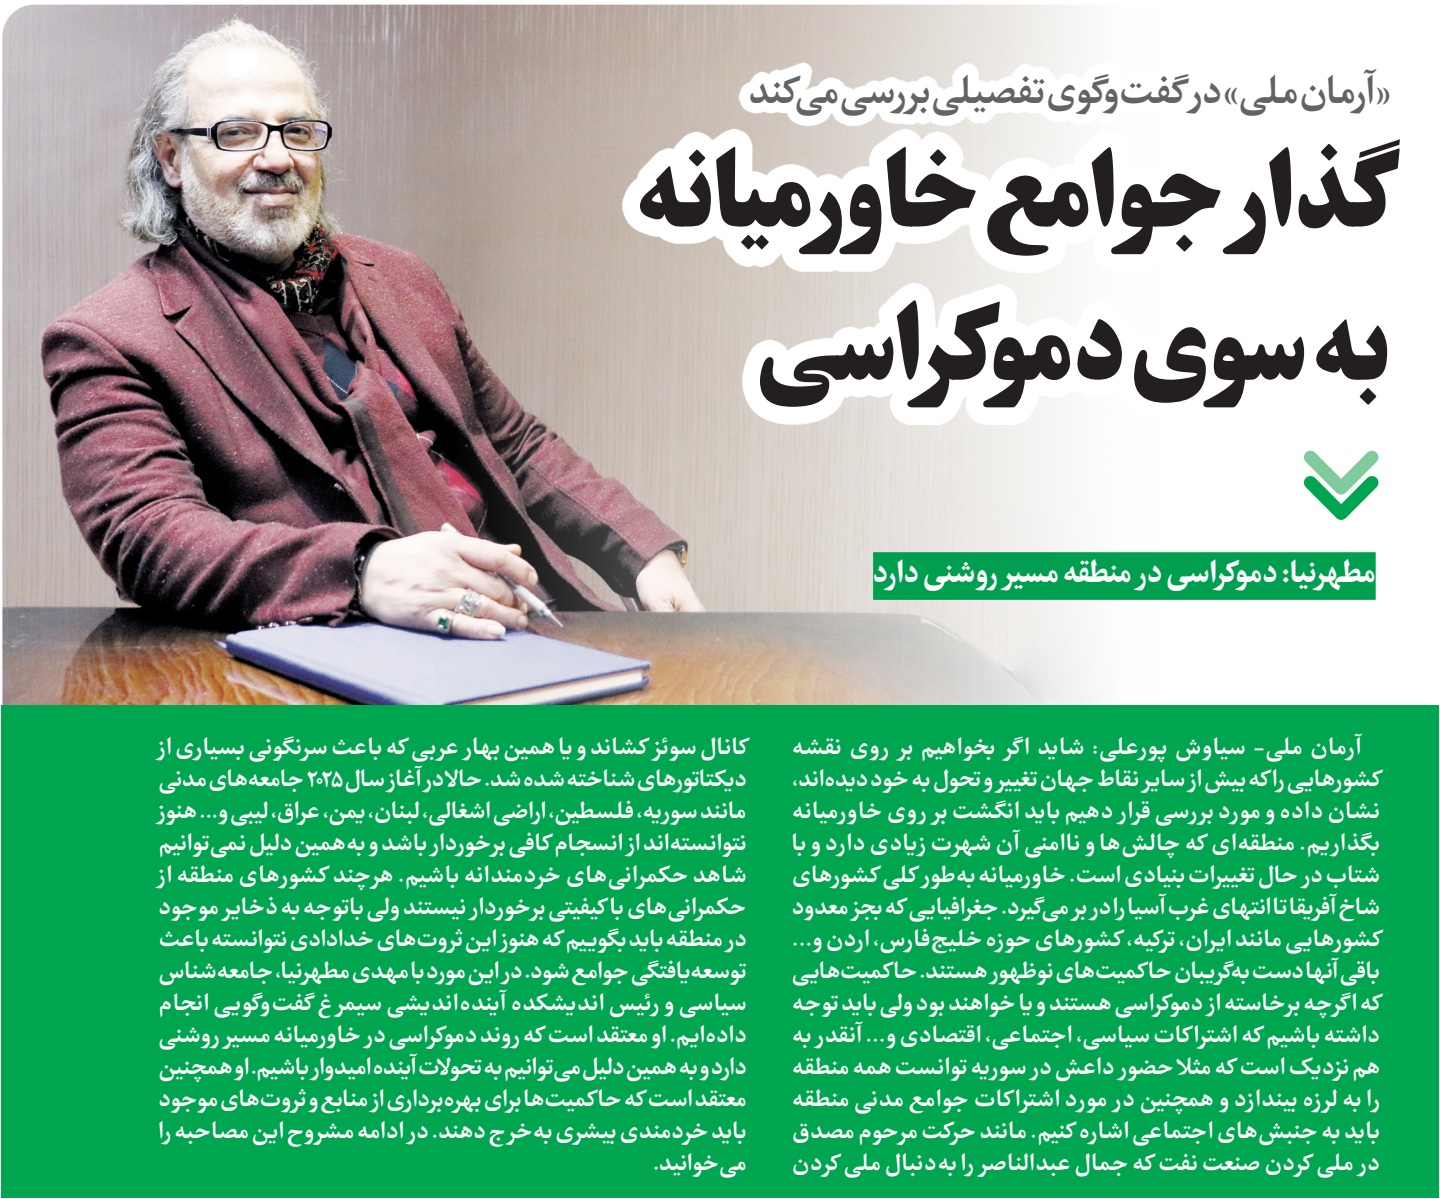 «آرمان ملی» در گفت‌وگوی تفصیلی بررسی می‌کند
گذار جوامع خاورمیانه
به سوی دموکراسی
مطهرنیا: دموکراسی در منطقه مسیر روشنی دارد
آرمان ملی- سیاوش پورعلی: شاید اگر بخواهیم بر روی نقشه
کشورهایی را که بیش از سایر نقاط جهان تغییر و تحول به خود دیده‌اند،
نشان داده و مورد بررسی قرار دهیم باید انگشت بر روی خاورمیانه
بگذاریم. منطقه‌ای که چالش‌ها و ناامنی آن شهرت زیادی دارد و با
شتاب در حال تغییرات بنیادی است. خاورمیانه به‌طور کلی کشورهای
شاخ آفریقا تا انتهای غرب آسیا را در بر می‌گیرد. جغرافیایی که بجز معدود
کشورهایی مانند ایران، ترکیه، کشورهای حوزه خلیج‌فارس، اردن و...
باقی آنها دست به‌گریبان حاکمیت‌های نوظهور هستند. حاکمیت‌هایی
که اگرچه برخاسته از دموکراسی هستند و یا خواهند بود ولی باید توجه
داشته باشیم که اشتراکات سیاسی، اجتماعی، اقتصادی و... آنقدر به
هم نزدیک است که مثلا حضور داعش در سوریه توانست همه منطقه
را به لرزه بیندازد و همچنین در مورد اشتراکات جوامع مدنی منطقه
باید به جنبش‌های اجتماعی اشاره کنیم. مانند حرکت مرحوم مصدق
در ملی کردن صنعت نفت که جمال عبدالناصر را به‌دنبال ملی کردن
کانال سوئز کشاند و یا همین بهار عربی که باعث سرنگونی بسیاری از
دیکتاتورهای شناخته شده شد. حالا در آغاز سال ۲۰۲۵ جامعه‌های مدنی
مانند سوریه، فلسطین، اراضی اشغالی، لبنان، یمن، عراق، لیبی و... هنوز
نتوانسته‌اند از انسجام کافی برخوردار باشد و به‌همین دلیل نمی‌توانیم
شاهد حکمرانی‌های خردمندانه باشیم. هرچند کشورهای منطقه از
حکمرانی‌های باکیفیتی برخوردار نیستند ولی باتوجه به ذخایر موجود
در منطقه باید بگوییم که هنوز این ثروت‌های خدادادی نتوانسته باعث
توسعه‌یافتگی جوامع شود. در این مورد با مهدی مطهرنیا، جامعه‌شناس
سیاسی و رئیس اندیشکده آینده‌اندیشی سیمرغ گفت‌وگویی انجام
داده‌ایم. او معتقد است که روند دموکراسی در خاورمیانه مسیر روشنی
دارد و به همین دلیل می‌توانیم به تحولات آینده امیدوار باشیم. او همچنین
معتقد است که حاکمیت‌ها برای بهره‌برداری از منابع و ثروت‌های موجود
باید خردمندی بیشری به‌خرج دهند. در ادامه مشروح این مصاحبه را
می‌خوانید.